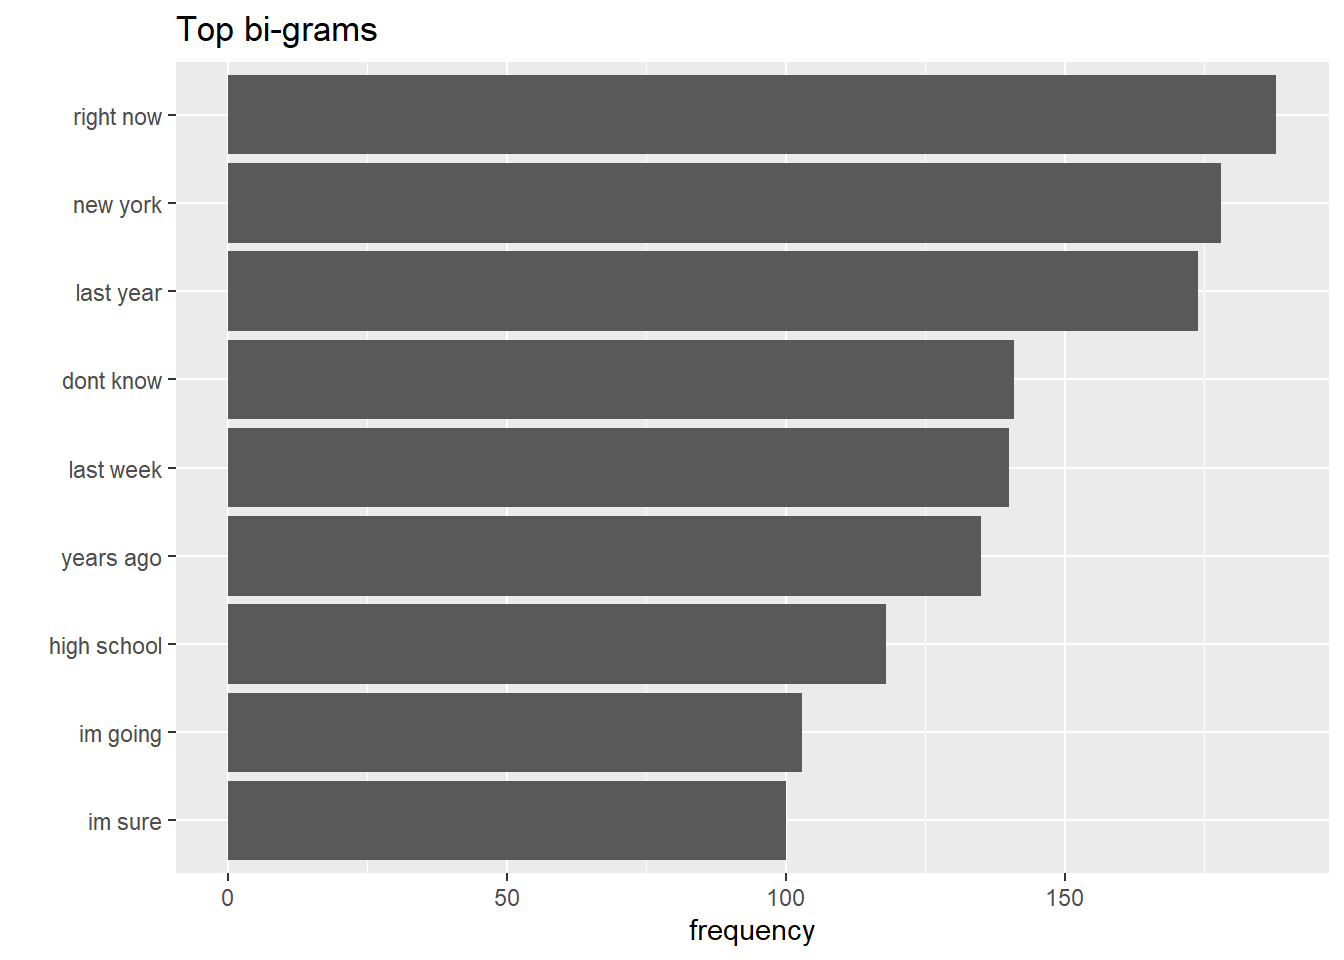 Top bi-grams
right now
new york
last year
dont know
last week
years ago
high school
im going
im sure
0 50 100 150
frequency